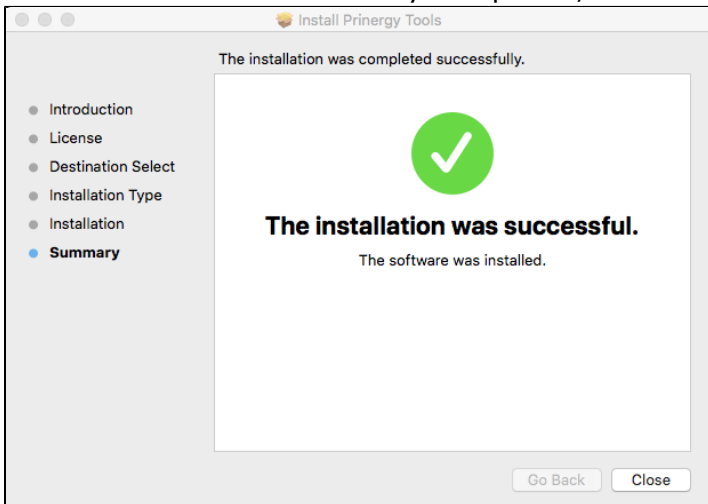 Install Prinergy Tools
The installation was completed successfully.
Introduction
License
Destination Select
Installation Type
Installation
Summary
The installation was successful.
The software was installed.
Go Back
Close